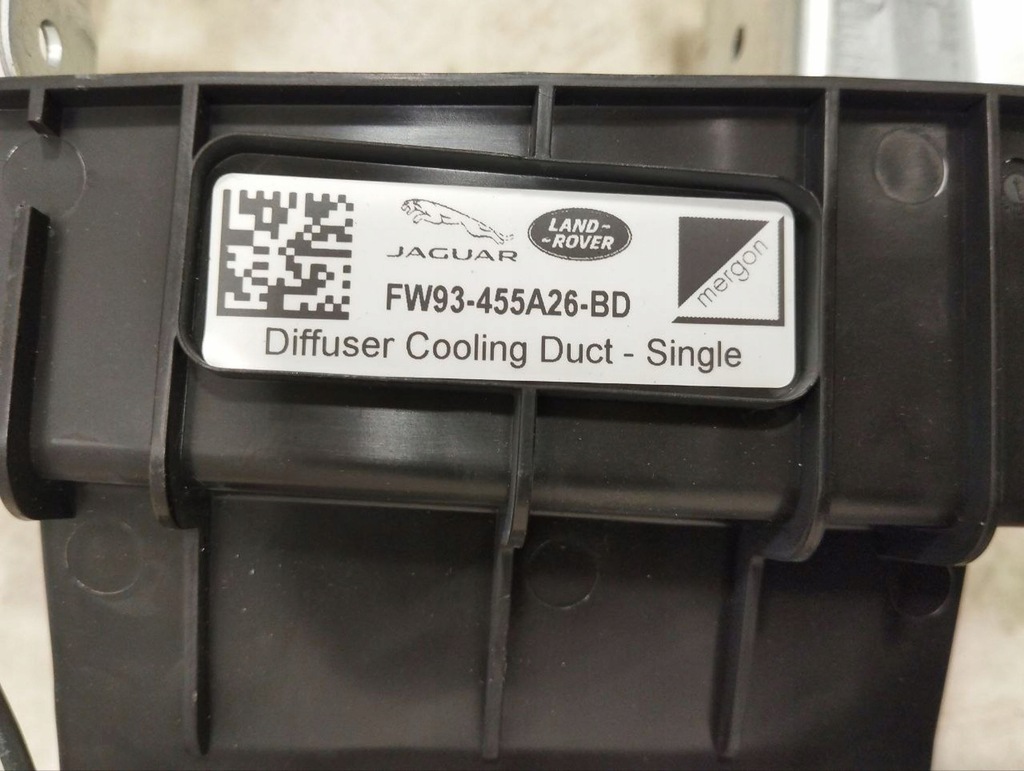 JAGUAR
LAND~
~ROVER
mergon
FW93-455A26-BD
Diffuser Cooling Duct - Single